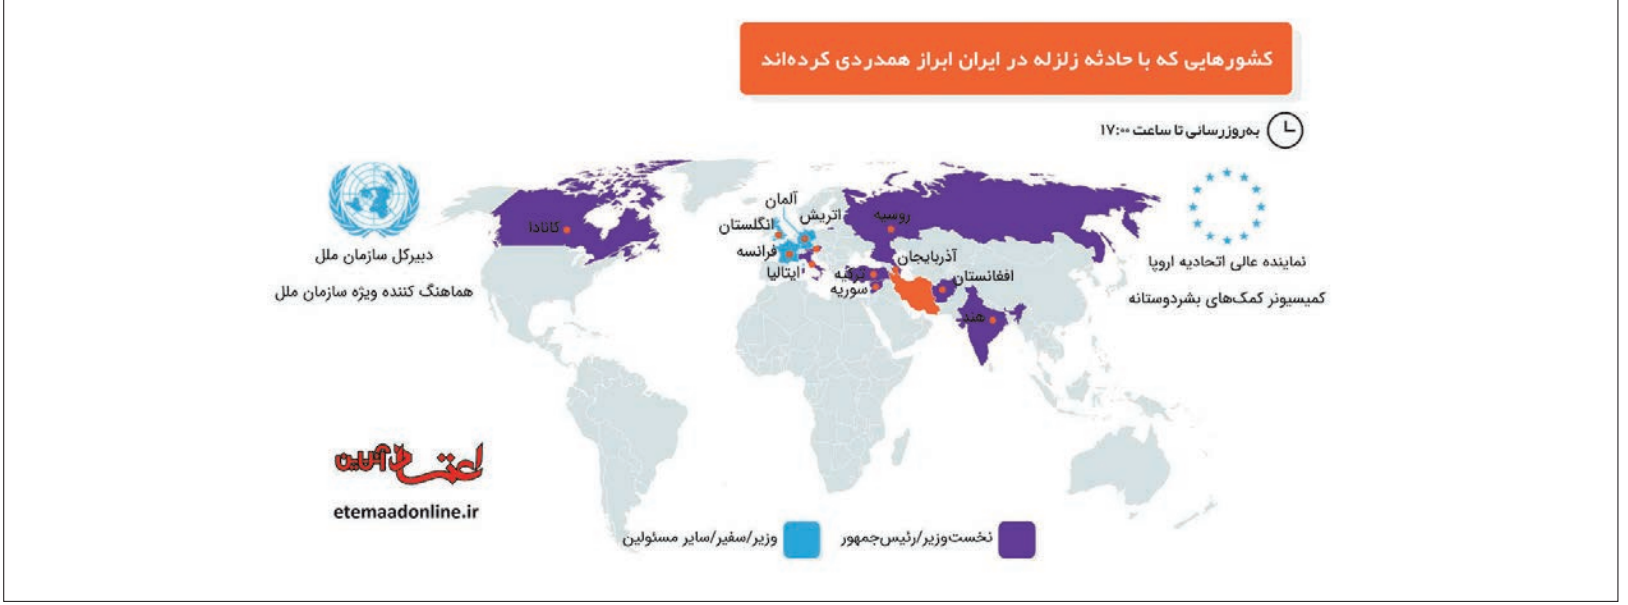 کشورهایی که با حادثه زلزله در ایران ابراز همدردی کرده‌اند
به‌روزرسانی تا ساعت ۱۷:۰۰
نماینده عالی اتحادیه اروپا
کمیسیونر کمک‌های بشردوستانه
روسیه
آلمان
اتریش
انگلستان
فرانسه
ایتالیا
آذربایجان
ترکیه
سوریه
افغانستان
هند
کانادا
دبیرکل سازمان ملل
هماهنگ کننده ویژه سازمان ملل
اعتماد آنلاین
etemaadonline.ir
نخست‌وزیر/رئیس‌جمهور
وزیر/سفیر/سایر مسئولین